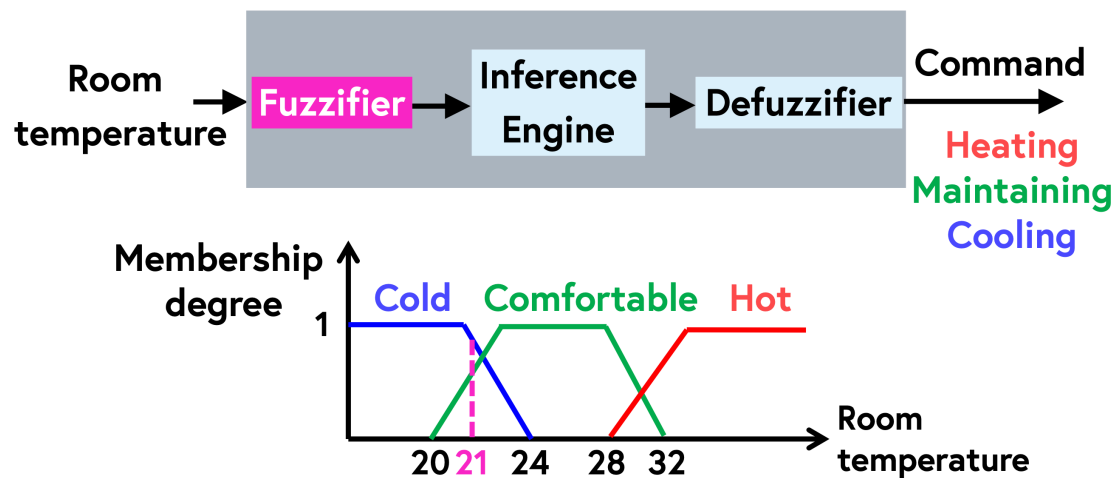 Room
temperature
Fuzzifier
Inference
Engine
Defuzzifier
Command
Heating
Maintaining
Cooling
Membership
degree
1
Cold
Comfortable
Hot
20
21
24
28
32
Room
temperature